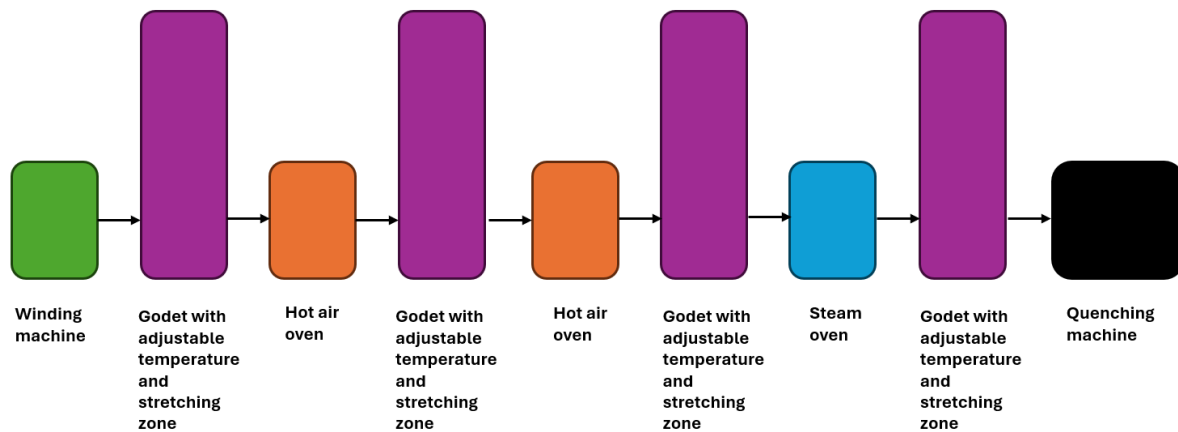 Winding
machine
Godet with
adjustable
temperature
and
stretching
zone
Hot air
oven
Godet with
adjustable
temperature
and
stretching
zone
Hot air
oven
Godet with
adjustable
temperature
and
stretching
zone
Steam
oven
Godet with
adjustable
temperature
and
stretching
zone
Quenching
machine